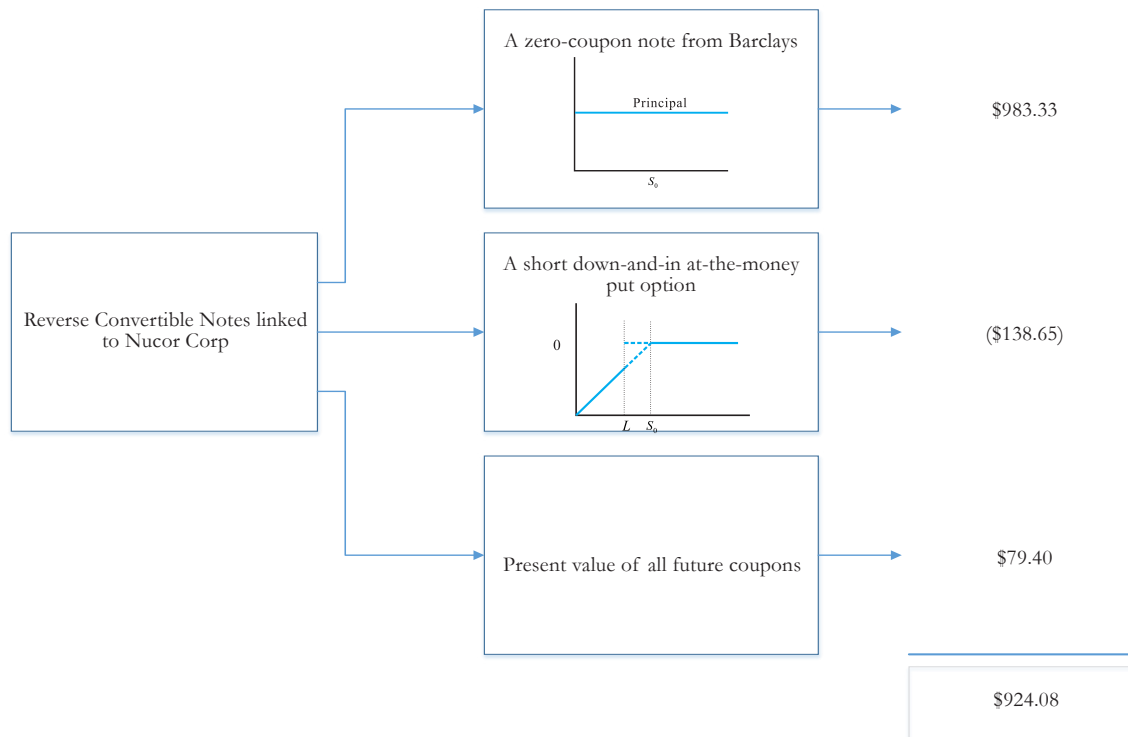 A zero-coupon note from Barclays
Principal
S₀
$983.33
Reverse Convertible Notes linked
to Nucor Corp
A short down-and-in at-the-money
put option
0
L S₀
($138.65)
Present value of all future coupons
$79.40
$924.08